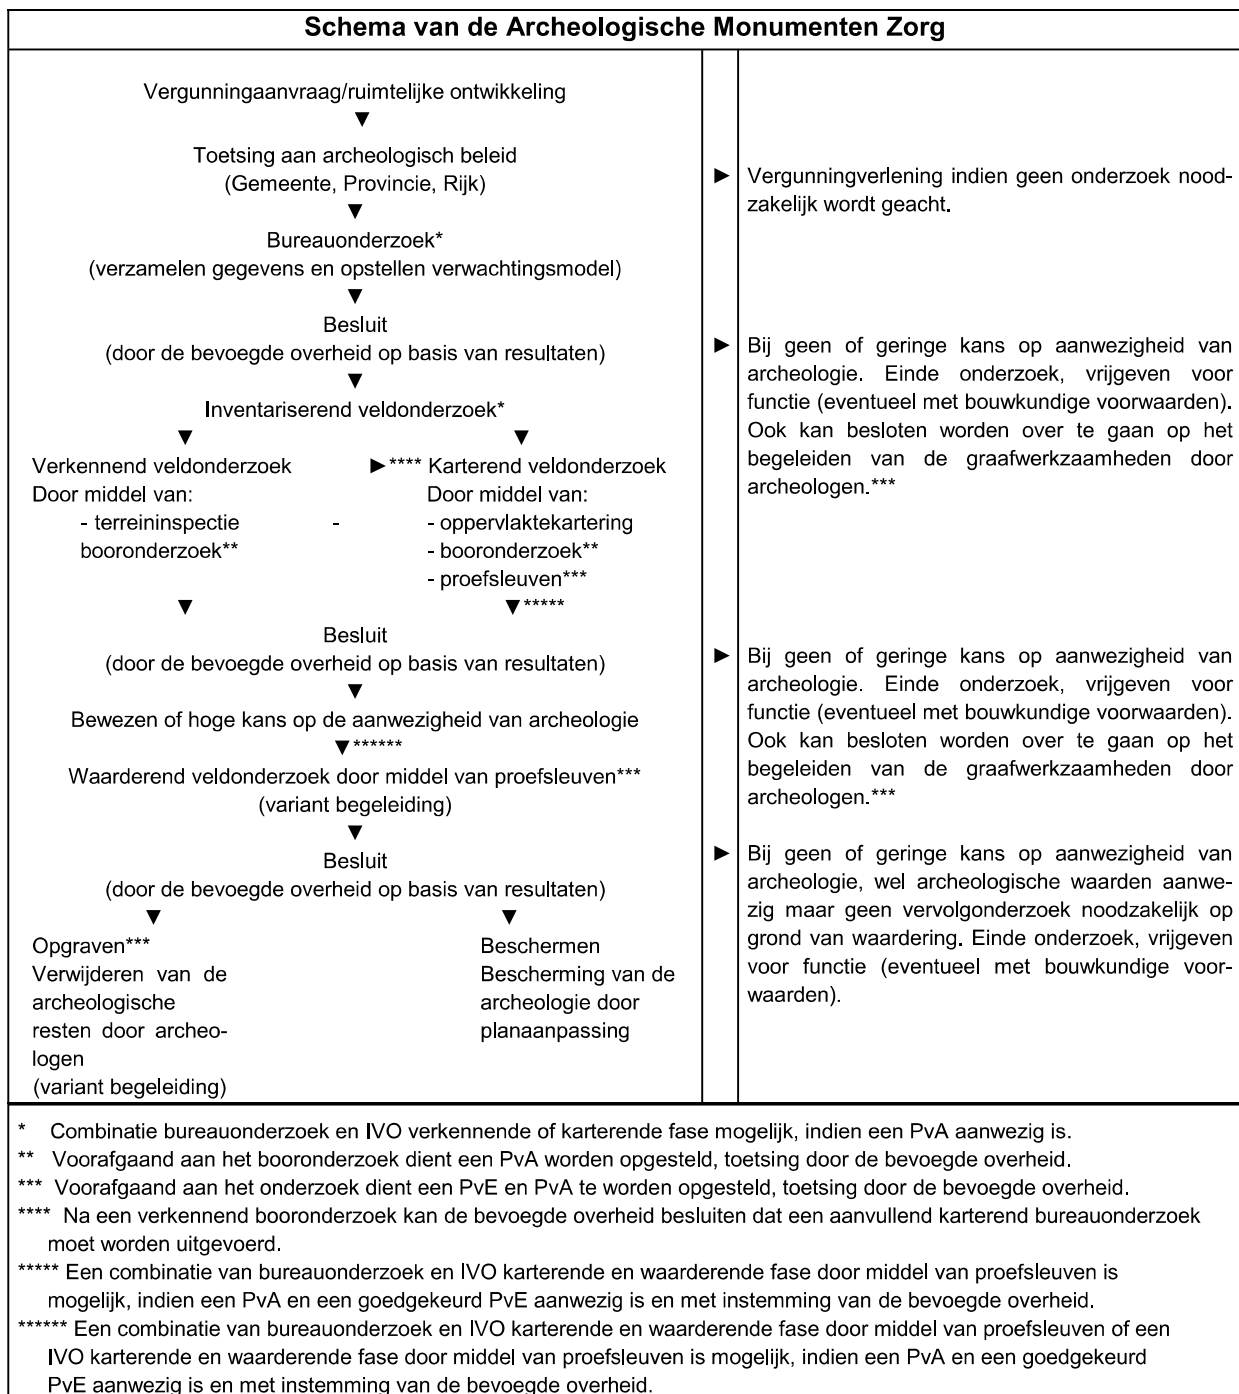 Schema van de Archeologische Monumenten Zorg
Vergunningaanvraag/ruimtelijke ontwikkeling
▼
Toetsing aan archeologisch beleid
(Gemeente, Provincie, Rijk)
▼
Bureauonderzoek*
(verzamelen gegevens en opstellen verwachtingsmodel)
▼
Besluit
(door de bevoegde overheid op basis van resultaten)
▼
Inventariserend veldonderzoek*
▼ ▼
Verkennend veldonderzoek ►**** Karterend veldonderzoek
Door middel van: Door middel van:
- terreininspectie - - oppervlaktekartering
booronderzoek** - booronderzoek**
- proefsleuven***
▼ ▼*****
Besluit
(door de bevoegde overheid op basis van resultaten)
▼
Bewezen of hoge kans op de aanwezigheid van archeologie
▼******
Waarderend veldonderzoek door middel van proefsleuven***
(variant begeleiding)
▼
Besluit
(door de bevoegde overheid op basis van resultaten)
▼ ▼
Opgraven***
Verwijderen van de
archeologische
resten door archeo-
logen
(variant begeleiding)
Beschermen
Bescherming van de
archeologie door
planaanpassing
► Vergunningverlening indien geen onderzoek nood-
zakelijk wordt geacht.
► Bij geen of geringe kans op aanwezigheid van
archeologie. Einde onderzoek, vrijgeven voor
functie (eventueel met bouwkundige voorwaarden).
Ook kan besloten worden over te gaan op het
begeleiden van de graafwerkzaamheden door
archeologen.***
► Bij geen of geringe kans op aanwezigheid van
archeologie. Einde onderzoek, vrijgeven voor
functie (eventueel met bouwkundige voorwaarden).
Ook kan besloten worden over te gaan op het
begeleiden van de graafwerkzaamheden door
archeologen.***
► Bij geen of geringe kans op aanwezigheid van
archeologie, wel archeologische waarden aanwe-
zig maar geen vervolgonderzoek noodzakelijk op
grond van waardering. Einde onderzoek, vrijgeven
voor functie (eventueel met bouwkundige voor-
waarden).
* Combinatie bureauonderzoek en IVO verkennende of karterende fase mogelijk, indien een PvA aanwezig is.
** Voorafgaand aan het booronderzoek dient een PvA worden opgesteld, toetsing door de bevoegde overheid.
*** Voorafgaand aan het onderzoek dient een PvE en PvA te worden opgesteld, toetsing door de bevoegde overheid.
**** Na een verkennend booronderzoek kan de bevoegde overheid besluiten dat een aanvullend karterend bureauonderzoek
moet worden uitgevoerd.
***** Een combinatie van bureauonderzoek en IVO karterende en waarderende fase door middel van proefsleuven is
mogelijk, indien een PvA en een goedgekeurd PvE aanwezig is en met instemming van de bevoegde overheid.
****** Een combinatie van bureauonderzoek en IVO karterende en waarderende fase door middel van proefsleuven of een
IVO karterende en waarderende fase door middel van proefsleuven is mogelijk, indien een PvA en een goedgekeurd
PvE aanwezig is en met instemming van de bevoegde overheid.